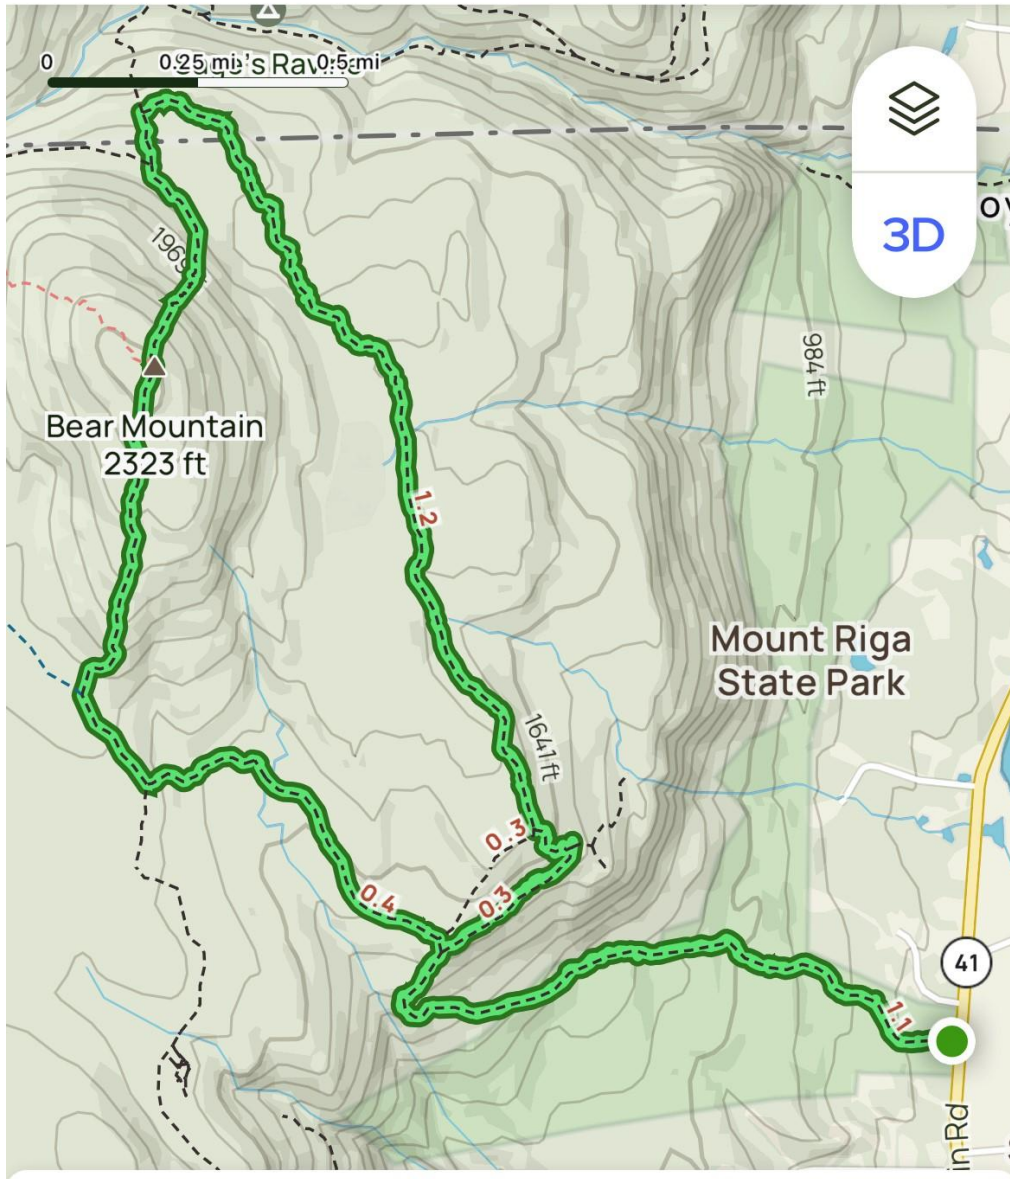 0
0.25 mi
0.5 mi
3D
1969
984 ft
Bear Mountain
2323 ft
1.2
Mount Riga
State Park
1641 ft
0.3
0.4
0.3
41
1.1